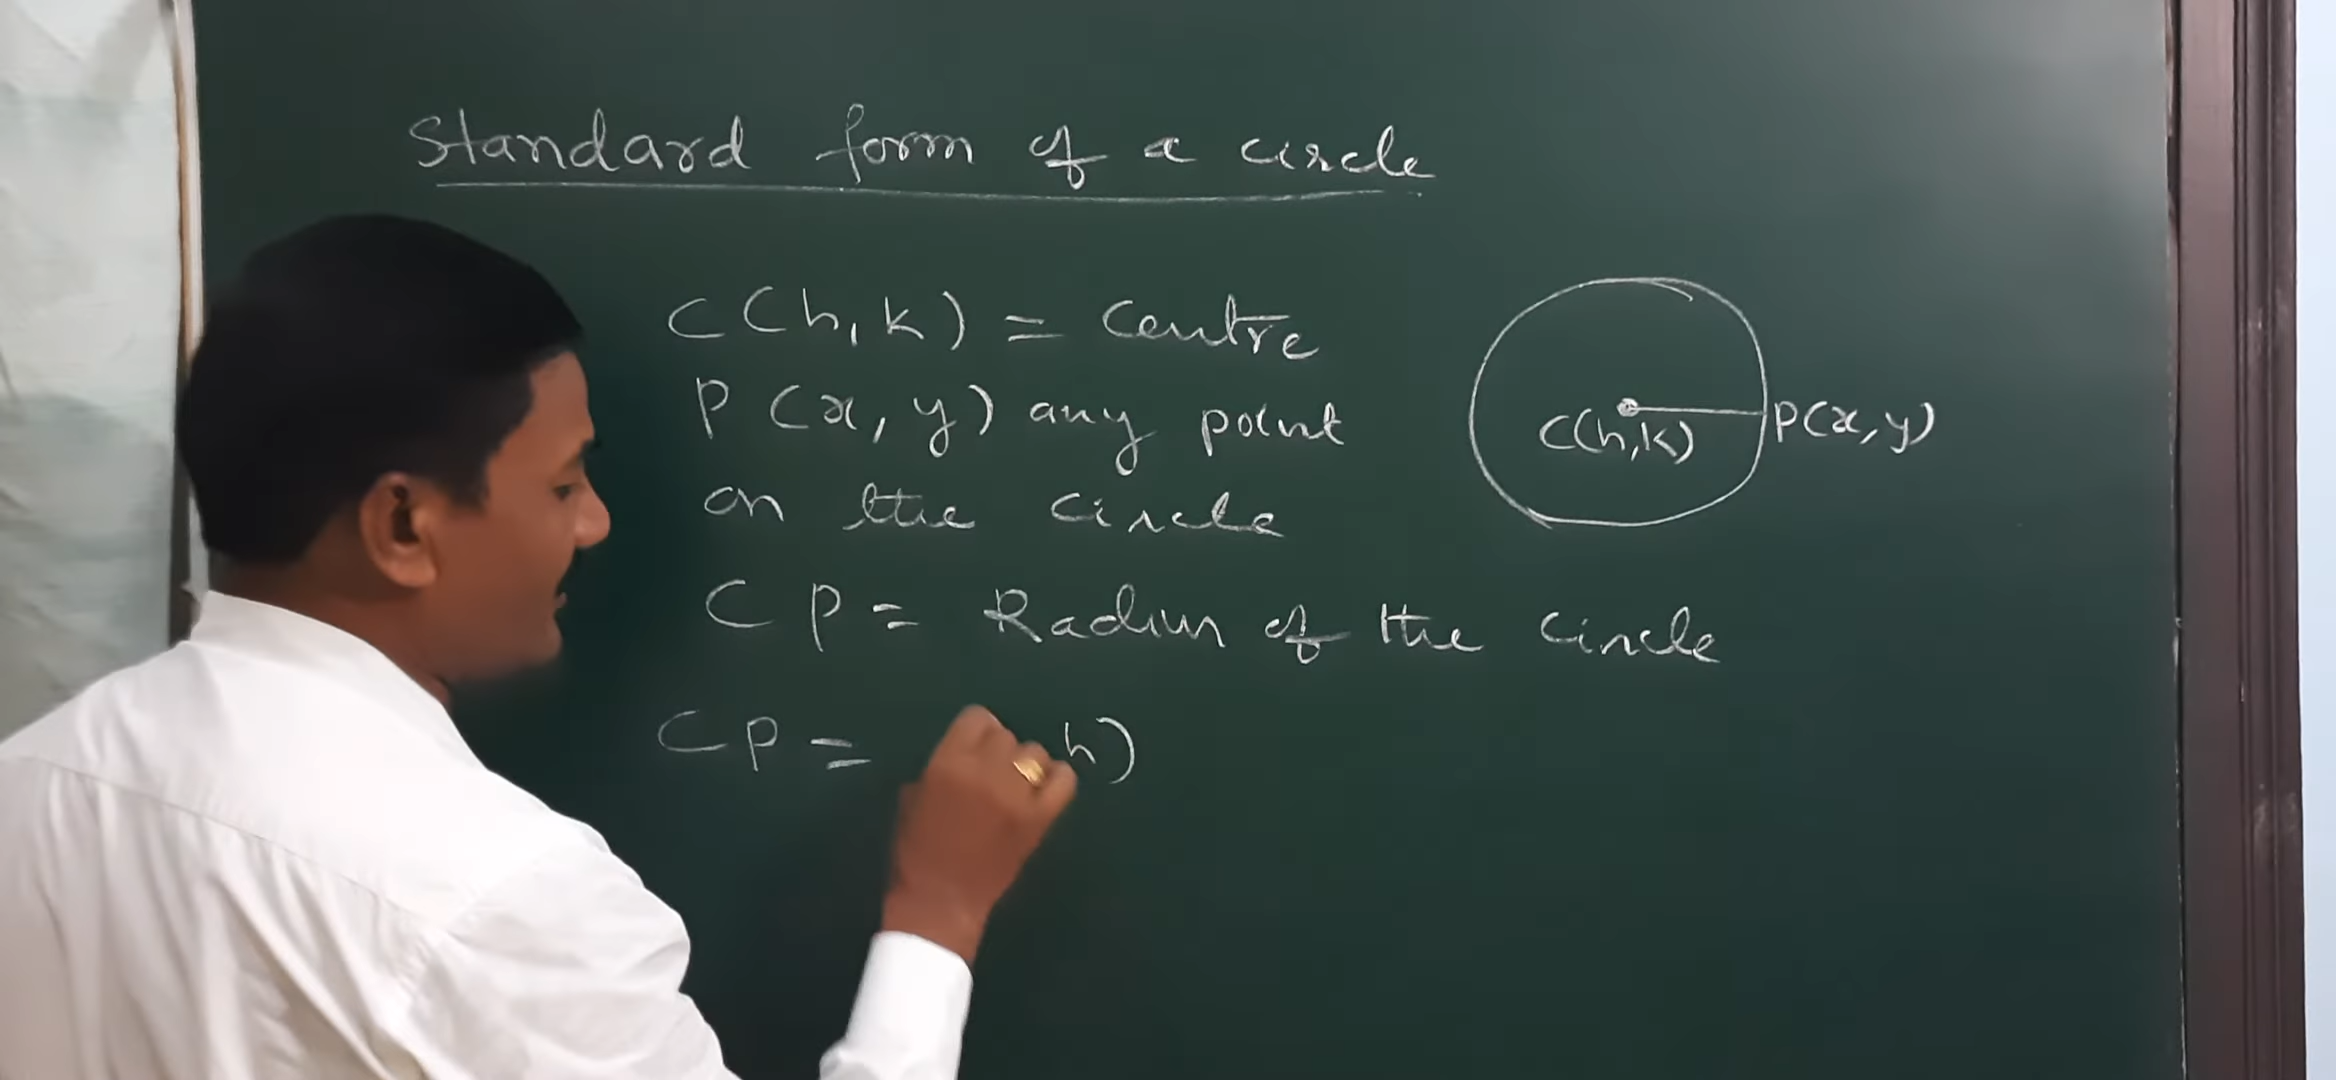 Standard form of a circle
C(h,k) = Centre
P(x,y) any point
on the circle
C(h,k)
P(x,y)
CP = Radius of the circle
CP = h)